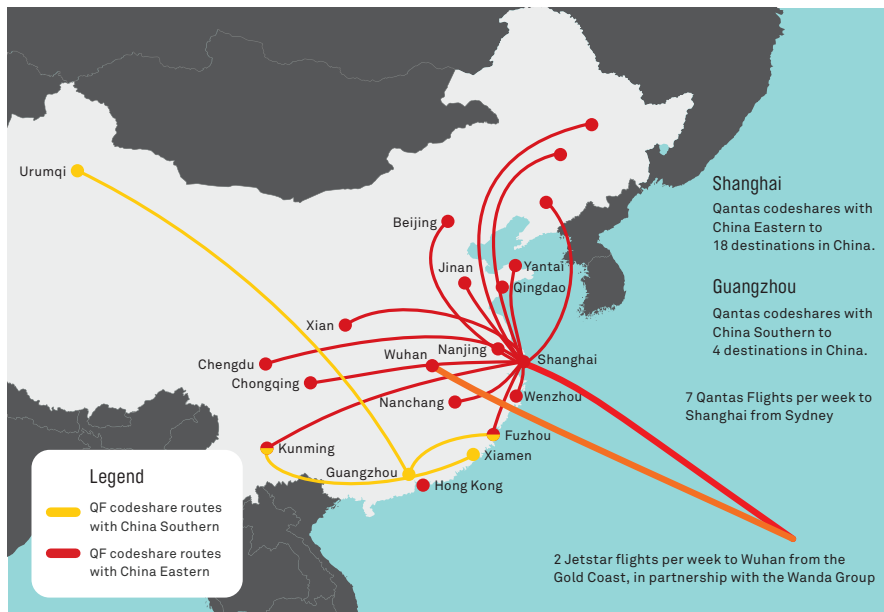 Urumqi
Beijing
Jinan
Yantai
Qingdao
Xian
Chengdu
Wuhan
Nanjing
Shanghai
Chongqing
Nanchang
Wenzhou
Fuzhou
Kunming
Xiamen
Guangzhou
Hong Kong
Shanghai
Qantas codeshares with
China Eastern to
18 destinations in China.
Guangzhou
Qantas codeshares with
China Southern to
4 destinations in China.
7 Qantas Flights per week to
Shanghai from Sydney
2 Jetstar flights per week to Wuhan from the
Gold Coast, in partnership with the Wanda Group
Legend
QF codeshare routes
with China Southern
QF codeshare routes
with China Eastern